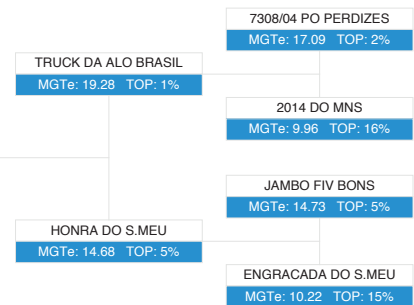 7308/04 PO PERDIZES
MGTe: 17.09 TOP: 2%
TRUCK DA ALO BRASIL
MGTe: 19.28 TOP: 1%
2014 DO MNS
MGTe: 9.96 TOP: 16%
JAMBO FIV BONS
MGTe: 14.73 TOP: 5%
HONRA DO S.MEU
MGTe: 14.68 TOP: 5%
ENGRACADA DO S.MEU
MGTe: 10.22 TOP: 15%